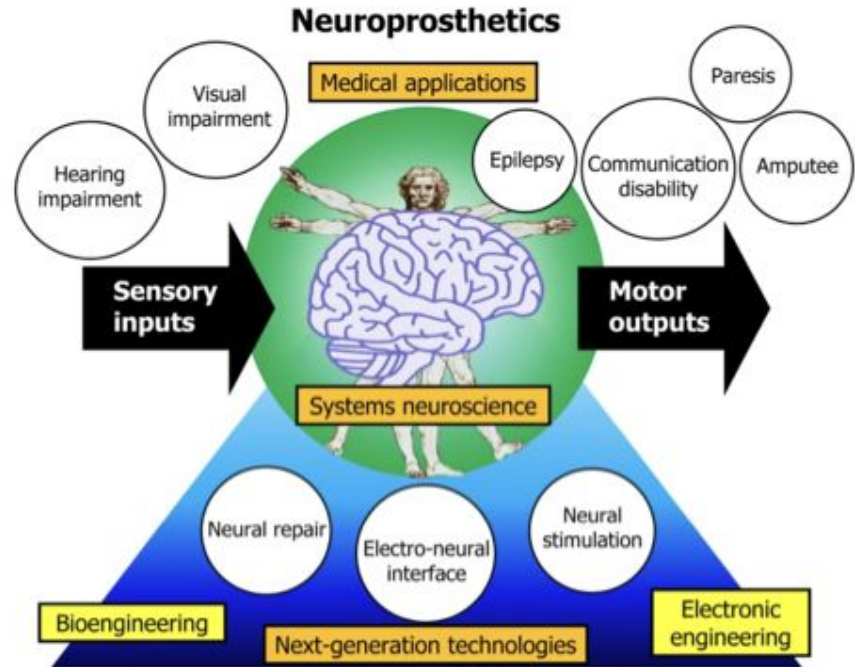 Neuroprosthetics
Medical applications
Visual
impairment
Hearing
impairment
Epilepsy
Communication
disability
Paresis
Amputee
Sensory
inputs
Motor
outputs
Systems neuroscience
Neural repair
Electro-neural
interface
Neural
stimulation
Bioengineering
Next-generation technologies
Electronic
engineering